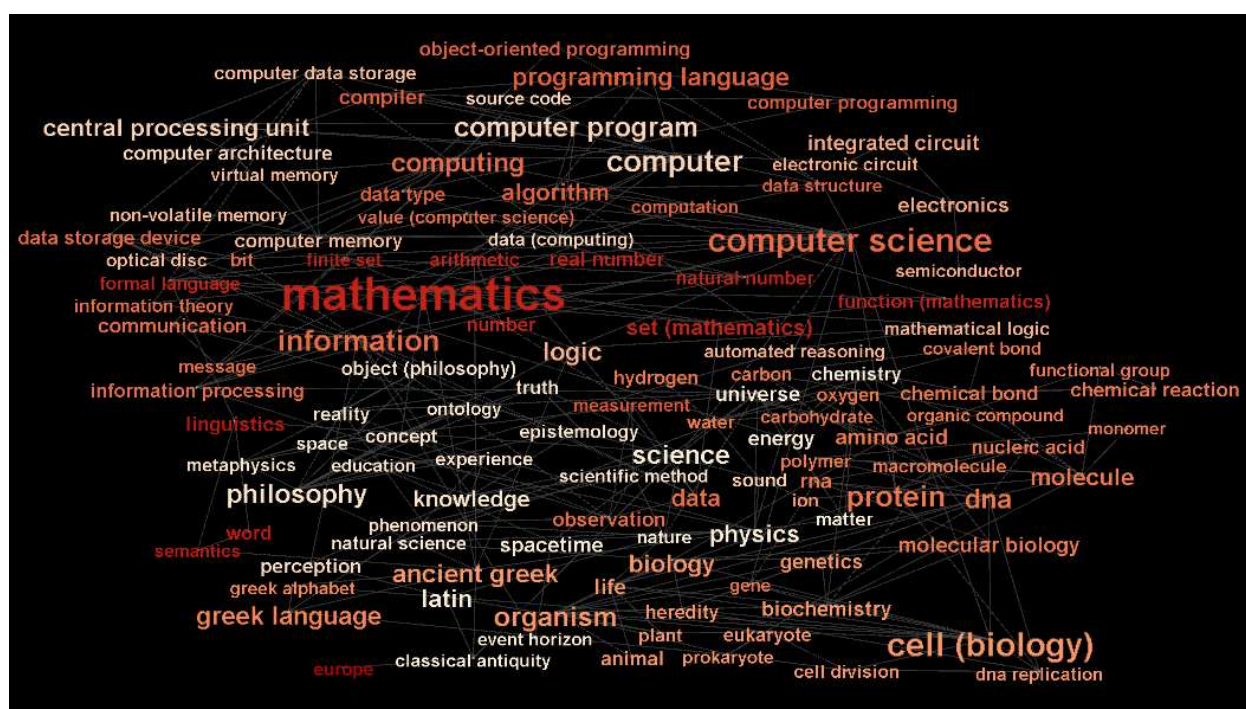 object-oriented programming
computer data storage
programming language
compiler
source code
computer programming
central processing unit
computer program
integrated circuit
computer architecture
computing
computer
electronic circuit
virtual memory
data type
algorithm
data structure
non-volatile memory
value (computer science)
computation
electronics
data storage device
computer memory
data (computing)
computer science
optical disc
bit
finite set
arithmetic
real number
semiconductor
formal language
natural number
mathematics
function (mathematics)
information theory
communication
number
set (mathematics)
mathematical logic
information
logic
automated reasoning
covalent bond
message
object (philosophy)
truth
hydrogen
carbon
chemistry
functional group
information processing
universe
oxygen
chemical bond
chemical reaction
reality
ontology
measurement
water
carbohydrate
organic compound
linguistics
space
concept
epistemology
energy
amino acid
nucleic acid
monomer
metaphysics
education
experience
science
scientific method
sound
polymer
rna
macromolecule
molecule
philosophy
knowledge
data
ion
protein
dna
word
phenomenon
observation
nature
physics
matter
semantics
natural science
spacetime
molecular biology
perception
ancient greek
biology
genetics
greek alphabet
latin
life
gene
greek language
organism
heredity
biochemistry
event horizon
plant
eukaryote
cell (biology)
europe
classical antiquity
animal
prokaryote
cell division
dna replication